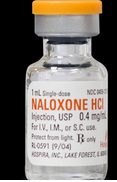 1 mL Single-dose
NALOXONE HCl
Injection, USP 0.4 mg/mL
For I.V., I.M., or S.C. use.
Protect from light. ℞ only
RL-0591 (9/04)
HOSPIRA, INC., LAKE FOREST, IL